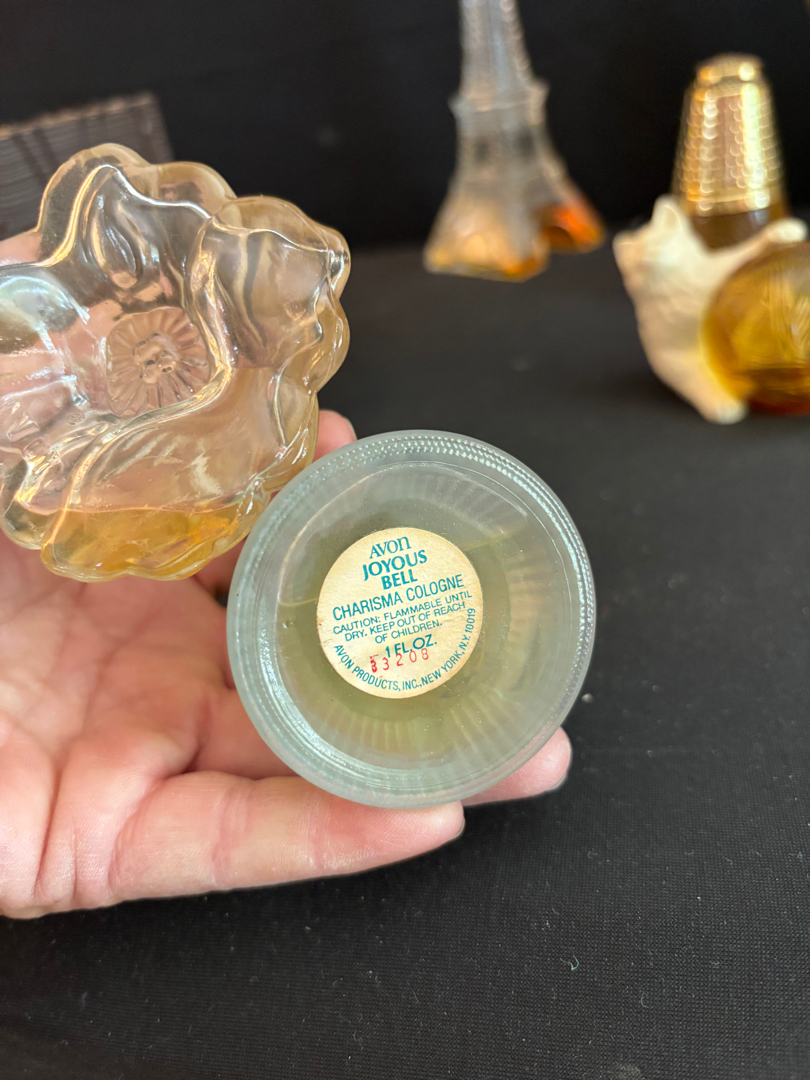 AVON
JOYOUS
BELL
CHARISMA COLOGNE
CAUTION: FLAMMABLE UNTIL
DRY. KEEP OUT OF REACH
OF CHILDREN.
1 FL. OZ.
33208
AVON PRODUCTS, INC., NEW YORK, N.Y. 10019